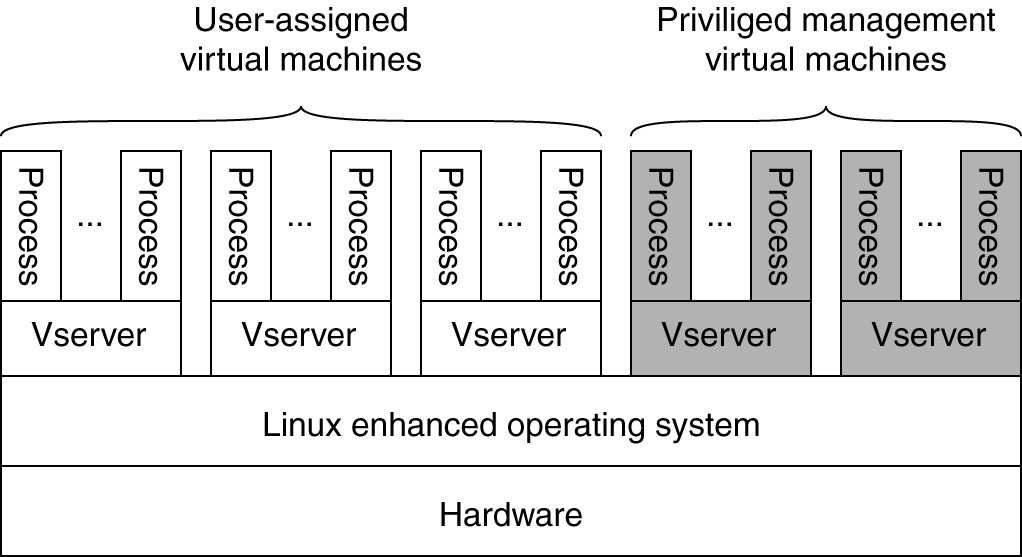 User-assigned
virtual machines
Priviliged management
virtual machines
Process
...
Process
Process
...
Process
Process
...
Process
Process
...
Process
Process
...
Process
Vserver
Vserver
Vserver
Vserver
Vserver
Linux enhanced operating system
Hardware